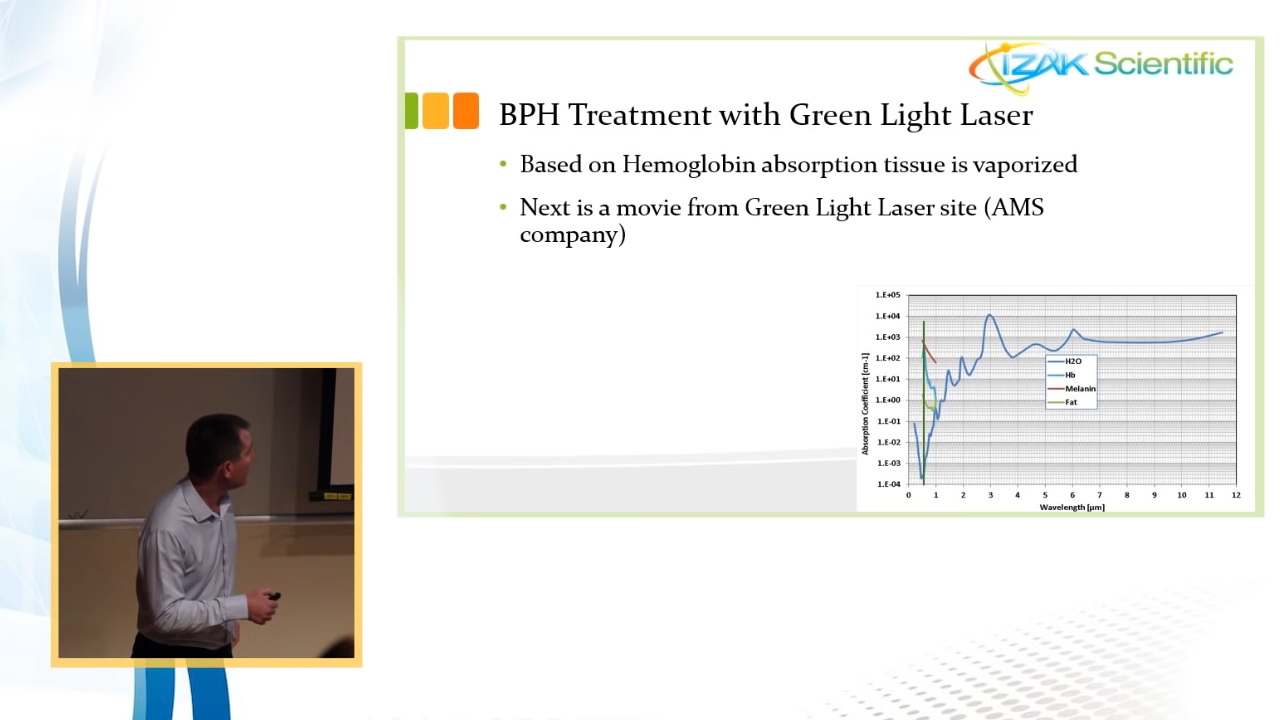 IZAK Scientific
BPH Treatment with Green Light Laser
• Based on Hemoglobin absorption tissue is vaporized
• Next is a movie from Green Light Laser site (AMS
company)
Absorption Coefficient [cm-1]
1.E+05
1.E+04
1.E+03
1.E+02
1.E+01
1.E+00
1.E-01
1.E-02
1.E-03
1.E-04
H2O
Hb
Melanin
Fat
0 1 2 3 4 5 6 7 8 9 10 11 12
Wavelength [µm]